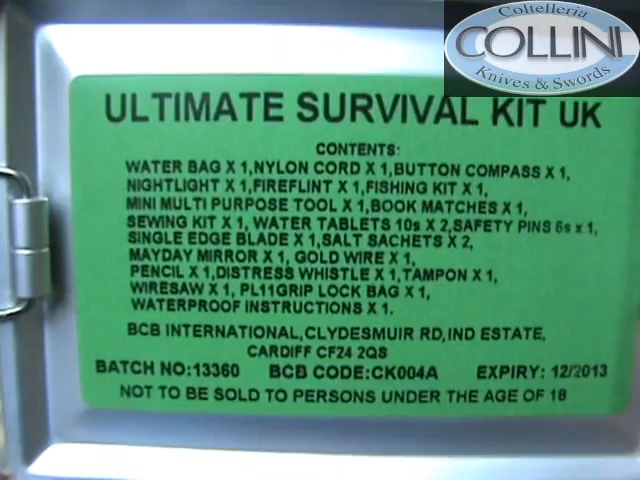 Coltelleria
COLLINI
Knives & Swords
ULTIMATE SURVIVAL KIT UK
CONTENTS:
WATER BAG X 1,NYLON CORD X 1,BUTTON COMPASS X 1,
NIGHTLIGHT X 1,FIREFLINT X 1,FISHING KIT X 1,
MINI MULTI PURPOSE TOOL X 1,BOOK MATCHES X 1,
SEWING KIT X 1, WATER TABLETS 10s X 2,SAFETY PINS 6s x 1,
SINGLE EDGE BLADE X 1,SALT SACHETS X 2,
MAYDAY MIRROR X 1, GOLD WIRE X 1,
PENCIL X 1,DISTRESS WHISTLE X 1,TAMPON X 1,
WIRESAW X 1, PL11GRIP LOCK BAG X 1,
WATERPROOF INSTRUCTIONS X 1.
BCB INTERNATIONAL,CLYDESMUIR RD,IND ESTATE,
CARDIFF CF24 2QS
BATCH NO:13360 BCB CODE:CK004A EXPIRY: 12/2013
NOT TO BE SOLD TO PERSONS UNDER THE AGE OF 18